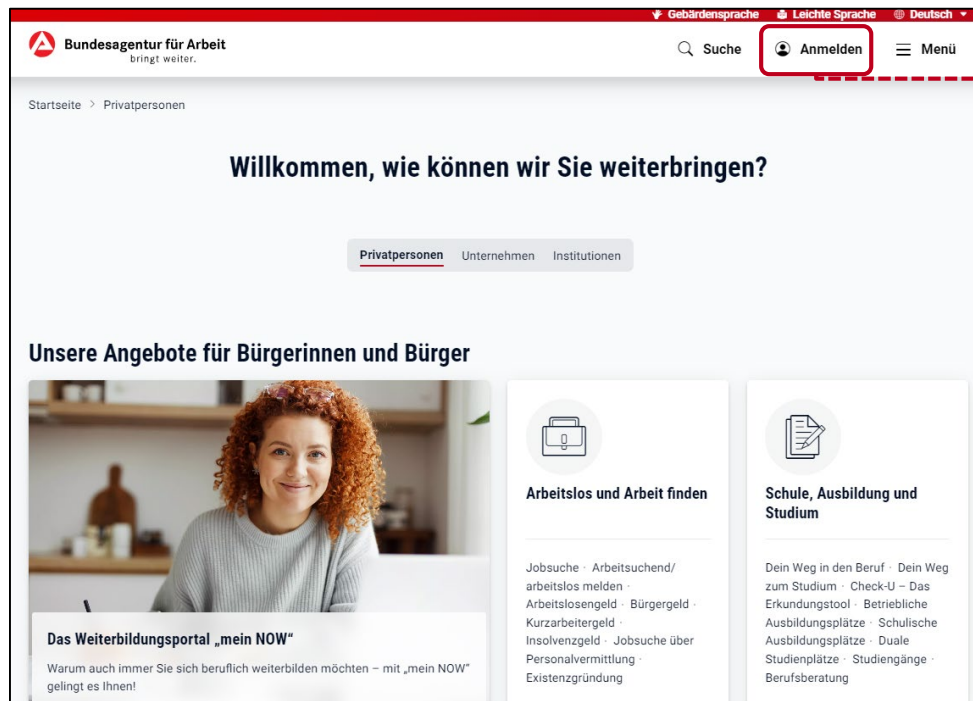 Gebärdensprache Leichte Sprache Deutsch
Bundesagentur für Arbeit
bringt weiter.
Suche Anmelden Menü
Startseite > Privatpersonen
Willkommen, wie können wir Sie weiterbringen?
Privatpersonen Unternehmen Institutionen
Unsere Angebote für Bürgerinnen und Bürger
Das Weiterbildungsportal „mein NOW“
Warum auch immer Sie sich beruflich weiterbilden möchten – mit „mein NOW“
gelingt es Ihnen!
Arbeitslos und Arbeit finden
Jobsuche · Arbeitsuchend/
arbeitslos melden ·
Arbeitslosengeld · Bürgergeld ·
Kurzarbeitergeld ·
Insolvenzgeld · Jobsuche über
Personalvermittlung ·
Existenzgründung
Schule, Ausbildung und
Studium
Dein Weg in den Beruf · Dein Weg
zum Studium · Check-U – Das
Erkundungstool · Betriebliche
Ausbildungsplätze · Schulische
Ausbildungsplätze · Duale
Studienplätze · Studiengänge ·
Berufsberatung